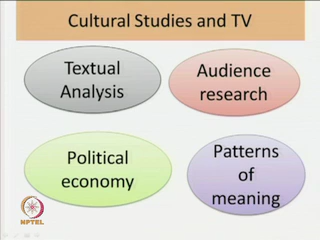 Cultural Studies and TV
Textual
Analysis
Audience
research
Political
economy
Patterns
of
meaning
NPTEL